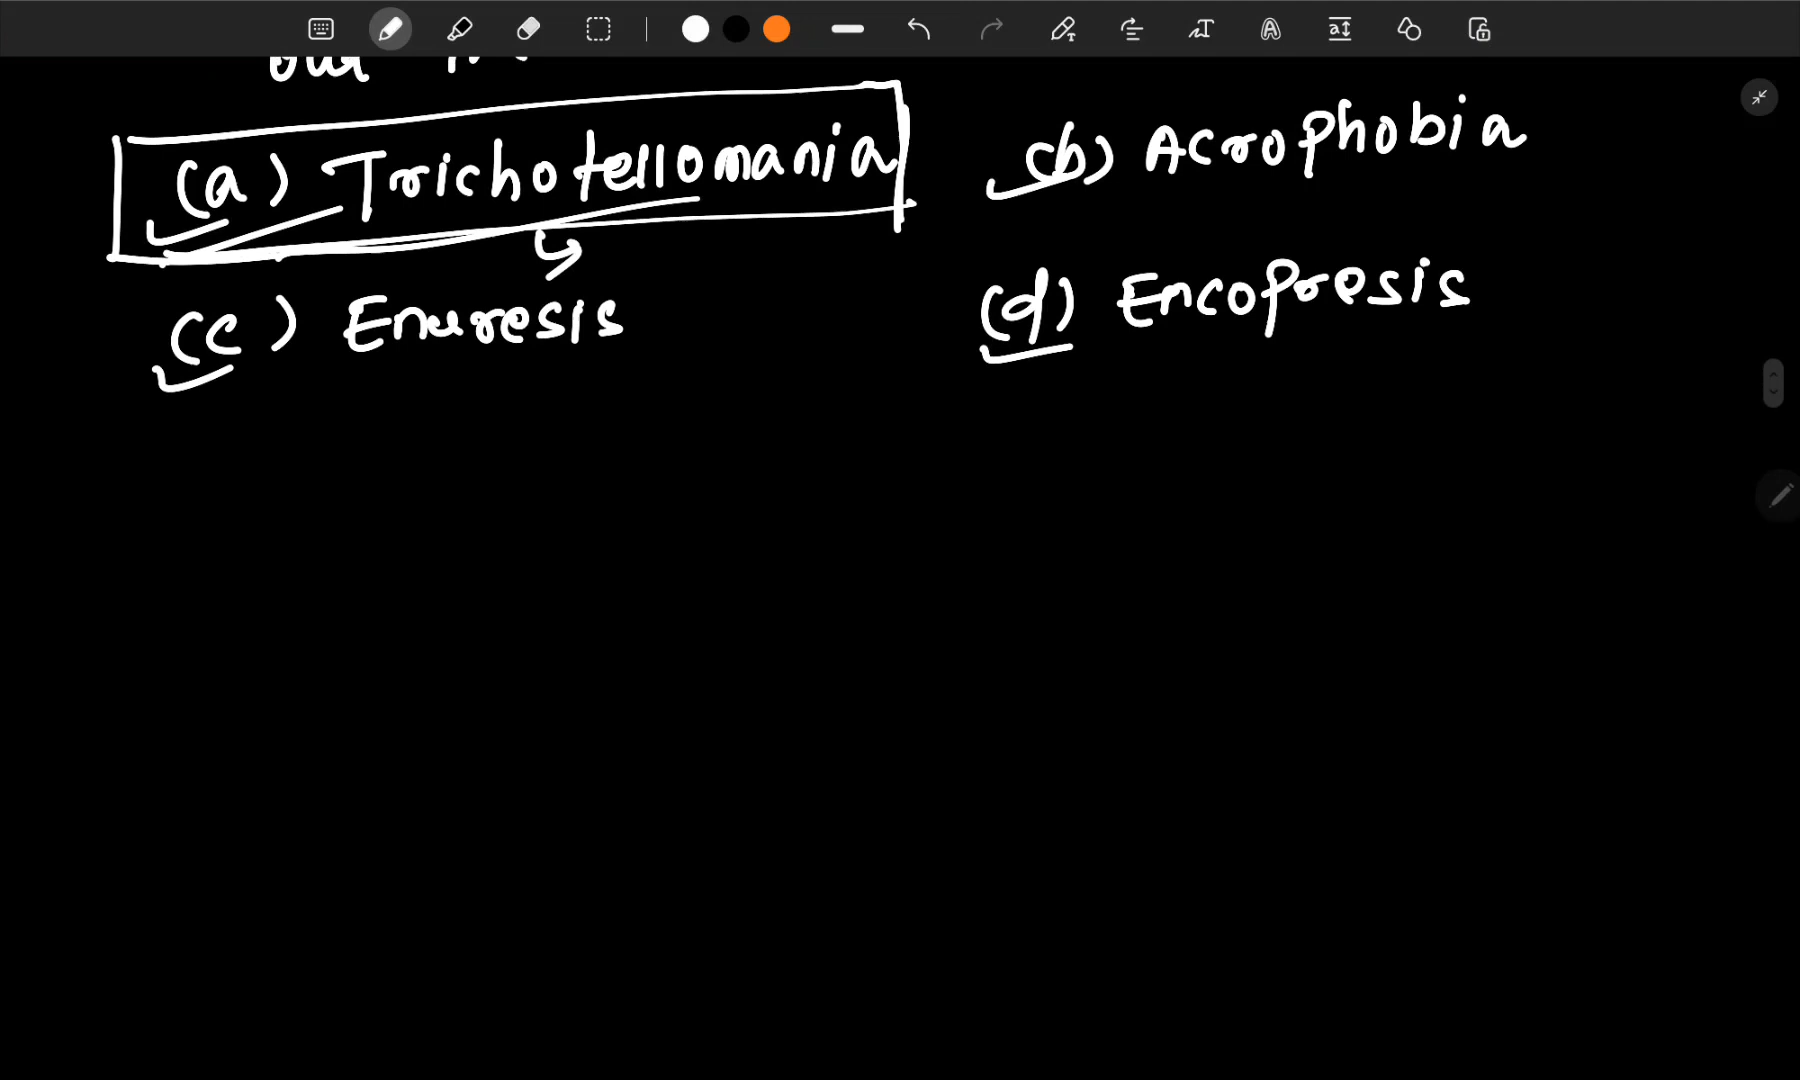 (a) Trichotellomania (b) Acrophobia
(c) Enuresis (d) Encopresis